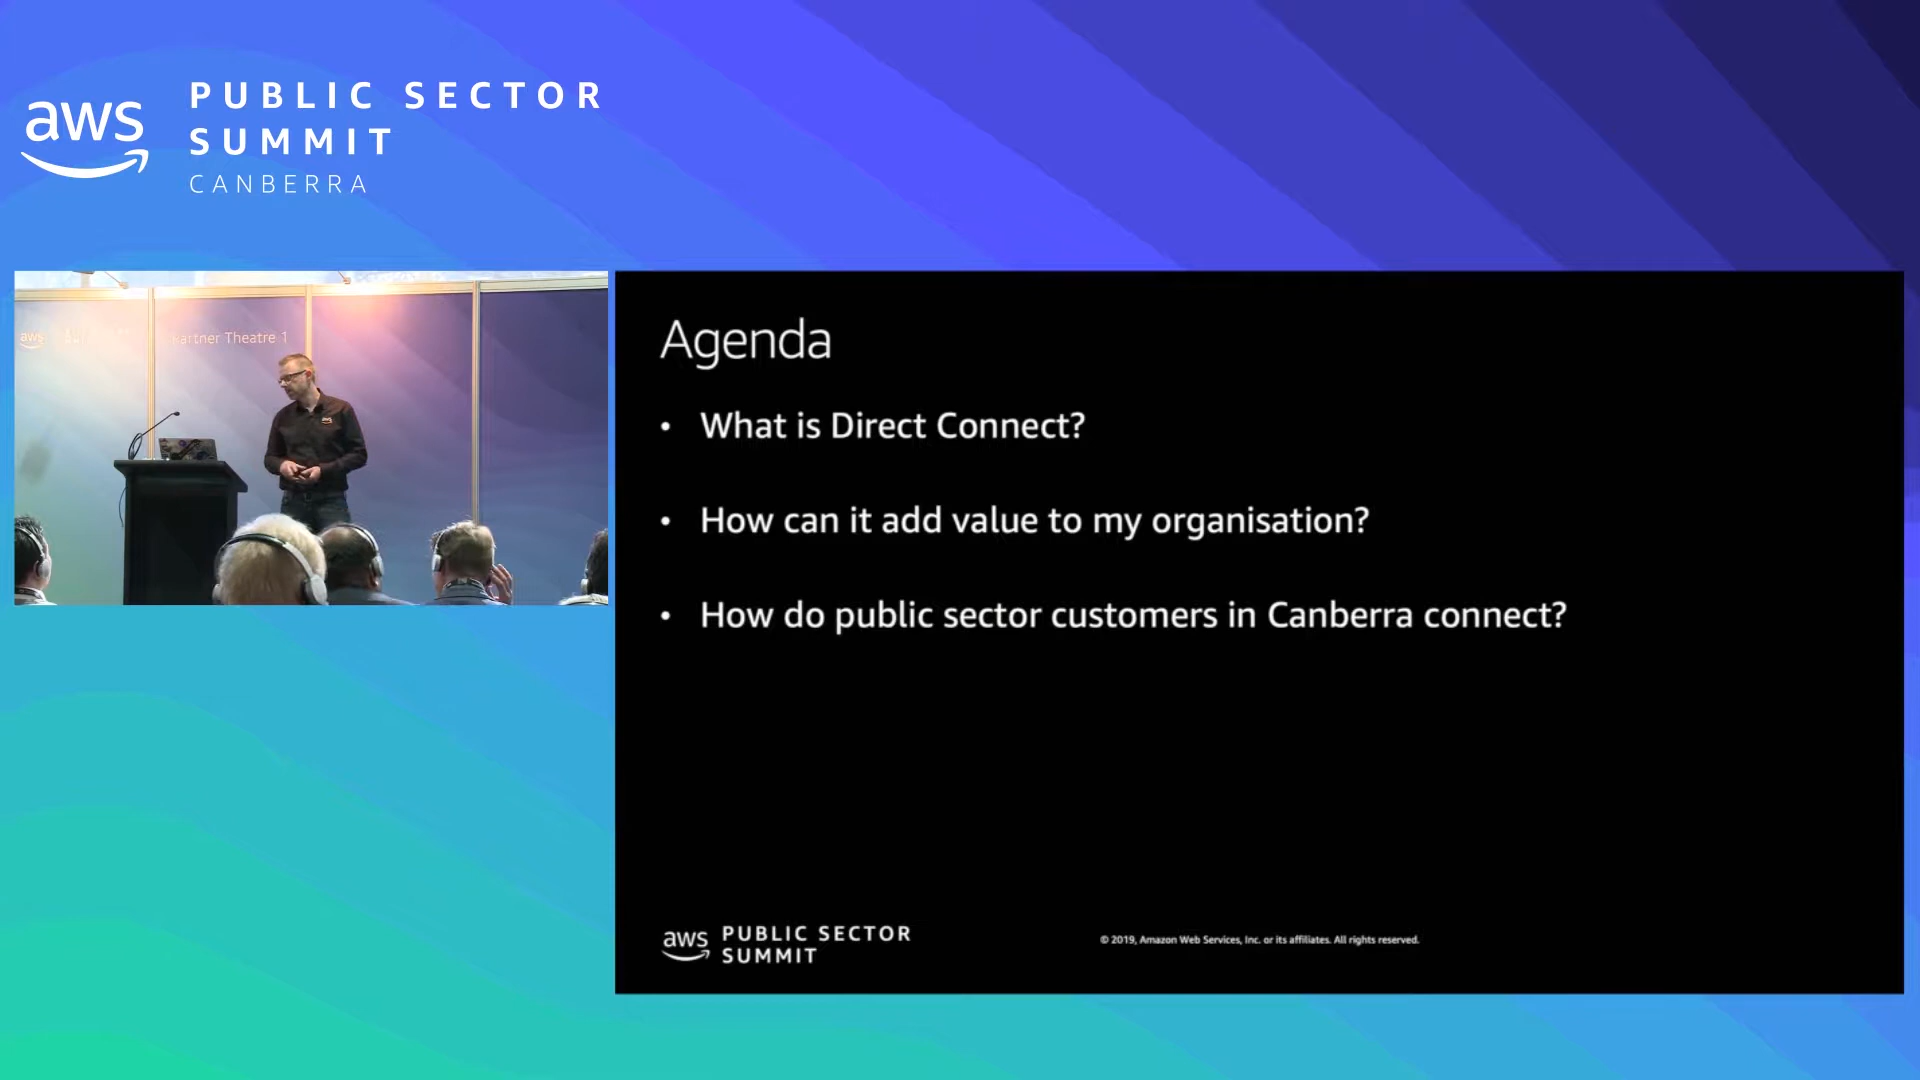 aws
PUBLIC SECTOR
SUMMIT
CANBERRA
aws
Partner Theatre 1
Agenda
• What is Direct Connect?
• How can it add value to my organisation?
• How do public sector customers in Canberra connect?
aws
PUBLIC SECTOR
SUMMIT
© 2019, Amazon Web Services, Inc. or its affiliates. All rights reserved.